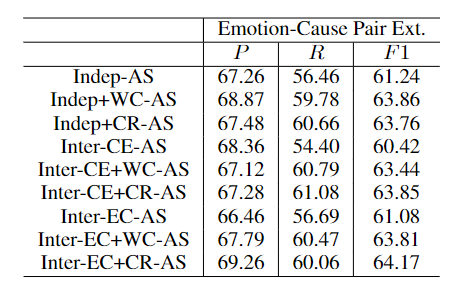 Emotion-Cause Pair Ext.
P R F1
Indep-AS 67.26 56.46 61.24
Indep+WC-AS 68.87 59.78 63.86
Indep+CR-AS 67.48 60.66 63.76
Inter-CE-AS 68.36 54.40 60.42
Inter-CE+WC-AS 67.12 60.79 63.44
Inter-CE+CR-AS 67.28 61.08 63.85
Inter-EC-AS 66.46 56.69 61.08
Inter-EC+WC-AS 67.79 60.47 63.81
Inter-EC+CR-AS 69.26 60.06 64.17